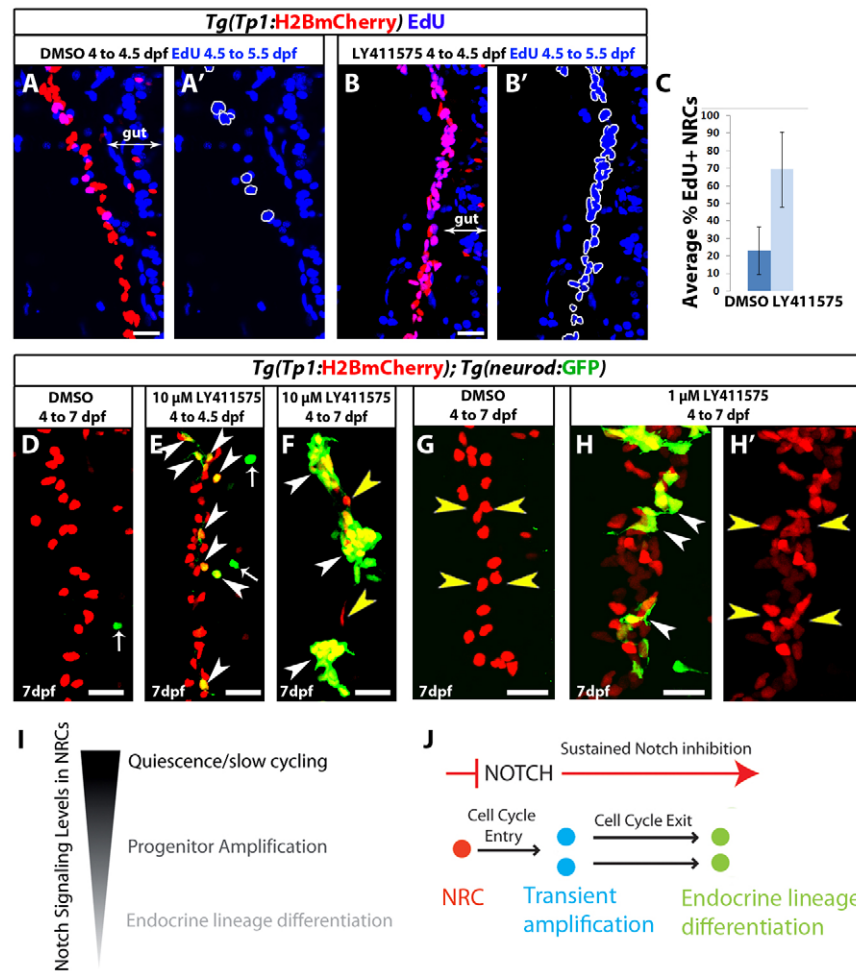 Tg(Tp1:H2BmCherry) EdU
DMSO 4 to 4.5 dpf EdU 4.5 to 5.5 dpf
LY411575 4 to 4.5 dpf EdU 4.5 to 5.5 dpf
A
A'
B
B'
C
gut
gut
Average % EdU+ NRCs
100
90
80
70
60
50
40
30
20
10
0
DMSO LY411575
Tg(Tp1:H2BmCherry); Tg(neurod:GFP)
DMSO
4 to 7 dpf
10 µM LY411575
4 to 4.5 dpf
10 µM LY411575
4 to 7 dpf
DMSO
4 to 7 dpf
1 µM LY411575
4 to 7 dpf
D
E
F
G
H
H'
7dpf
7dpf
7dpf
7dpf
7dpf
I
Notch Signaling Levels in NRCs
Quiescence/slow cycling
Progenitor Amplification
Endocrine lineage differentiation
J
NOTCH
Sustained Notch inhibition
Cell Cycle
Entry
Cell Cycle Exit
NRC
Transient
amplification
Endocrine lineage
differentiation